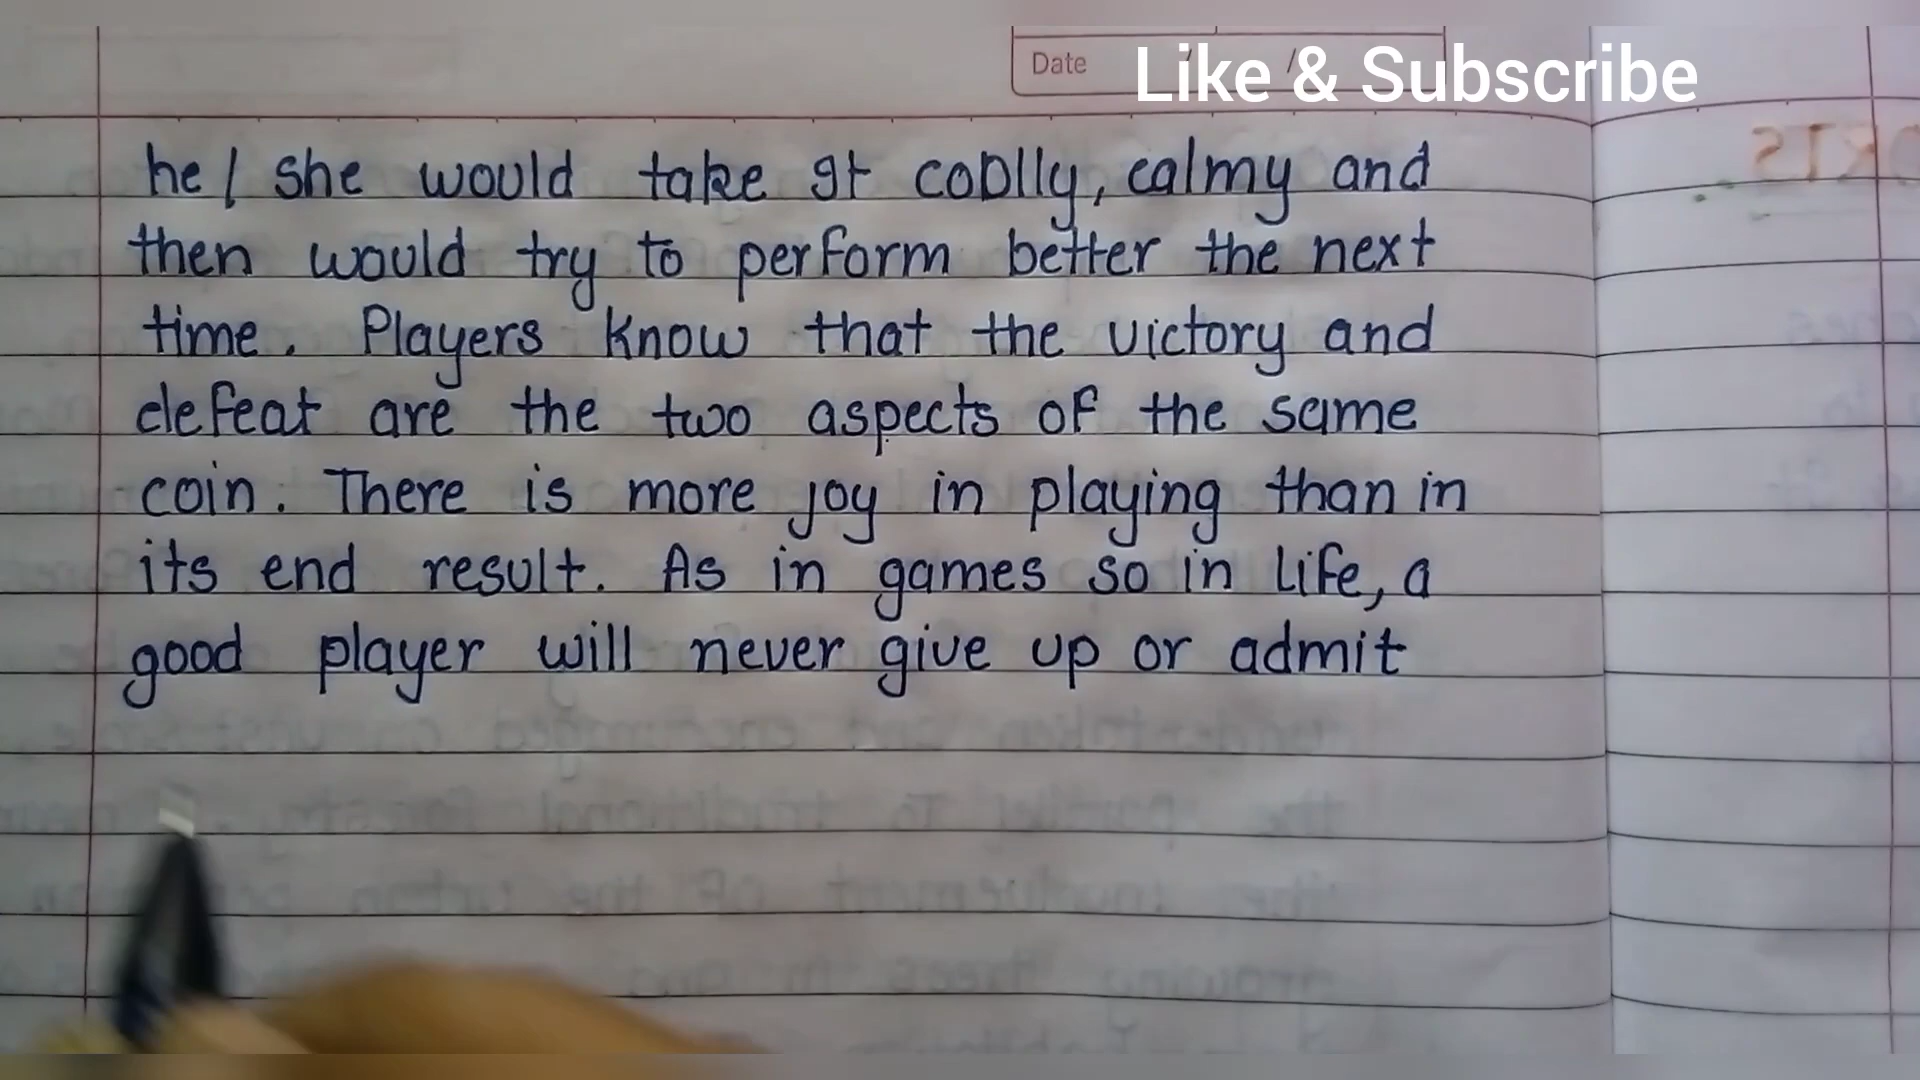 Date / /
Like & Subscribe
he / she would take It coolly, calmy and
then would try to perform better the next
time. Players know that the victory and
defeat are the two aspects of the same
coin. There is more joy in playing than in
its end result. As in games so in life, a
good player will never give up or admit